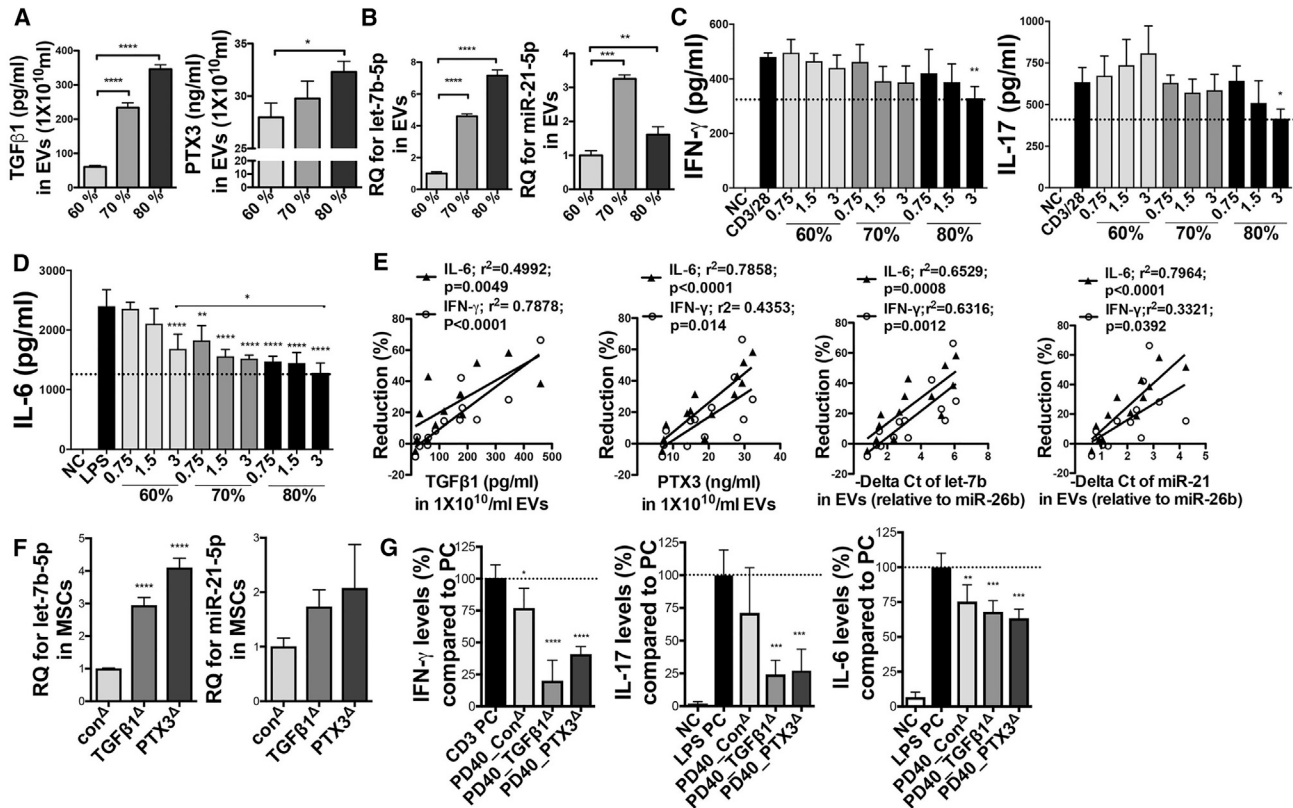 A
TGFβ1 (pg/ml)
in EVs (1X10¹⁰ml)
400
300
200
100
0
****
****
60 %
70 %
80 %
PTX3 (ng/ml)
in EVs (1X10¹⁰ml)
35
30
25
20
10
0
*
60 %
70 %
80 %
B
RQ for let-7b-5p
in EVs
8
6
4
2
0
****
****
60 %
70 %
80 %
RQ for miR-21-5p
in EVs
4
3
2
1
0
**
***
60 %
70 %
80 %
C
IFN-γ (pg/ml)
600
400
200
0
**
NC
CD3/28
0.75
1.5
3
0.75
1.5
3
0.75
1.5
3
60%
70%
80%
IL-17 (pg/ml)
1000
750
500
250
0
*
NC
CD3/28
0.75
1.5
3
0.75
1.5
3
0.75
1.5
3
60%
70%
80%
D
IL-6 (pg/ml)
3000
2400
1800
1200
600
0
*
****
**
****
****
****
****
****
NC
LPS
0.75
1.5
3
0.75
1.5
3
0.75
1.5
3
60%
70%
80%
E
IL-6; r²=0.4992;
p=0.0049
IFN-γ; r²= 0.7878;
P<0.0001
Reduction (%)
80
60
40
20
0
-20
0
100
200
300
400
500
TGFβ1 (pg/ml)
in 1X10¹⁰/ml EVs
IL-6; r²=0.7858;
p<0.0001
IFN-γ; r2= 0.4353;
p=0.014
Reduction (%)
80
60
40
20
0
-20
0
10
20
30
40
PTX3 (ng/ml)
in 1X10¹⁰/ml EVs
IL-6; r²=0.6529;
p=0.0008
IFN-γ;r²=0.6316;
p=0.0012
Reduction (%)
80
60
40
20
0
-20
0
2
4
6
8
-Delta Ct of let-7b
in EVs (relative to miR-26b)
IL-6; r²=0.7964;
p<0.0001
IFN-γ;r²=0.3321;
p=0.0392
Reduction (%)
80
60
40
20
0
-20
0
1
2
3
4
5
-Delta Ct of miR-21
in EVs (relative to miR-26b)
F
RQ for let-7b-5p
in MSCs
5
4
3
2
1
0
****
****
conΔ
TGFβ1Δ
PTX3Δ
RQ for miR-21-5p
in MSCs
3
2
1
0
conΔ
TGFβ1Δ
PTX3Δ
G
IFN-γ levels (%)
compared to PC
125
100
75
50
25
0
*
****
****
CD3 PC
PD40_ConΔ
PD40_TGFβ1Δ
PD40_PTX3Δ
IL-17 levels (%)
compared to PC
125
100
75
50
25
0
***
***
NC
LPS PC
PD40_ConΔ
PD40_TGFβ1Δ
PD40_PTX3Δ
IL-6 levels (%)
compared to PC
125
100
75
50
25
0
**
***
***
NC
LPS PC
PD40_ConΔ
PD40_TGFβ1Δ
PD40_PTX3Δ